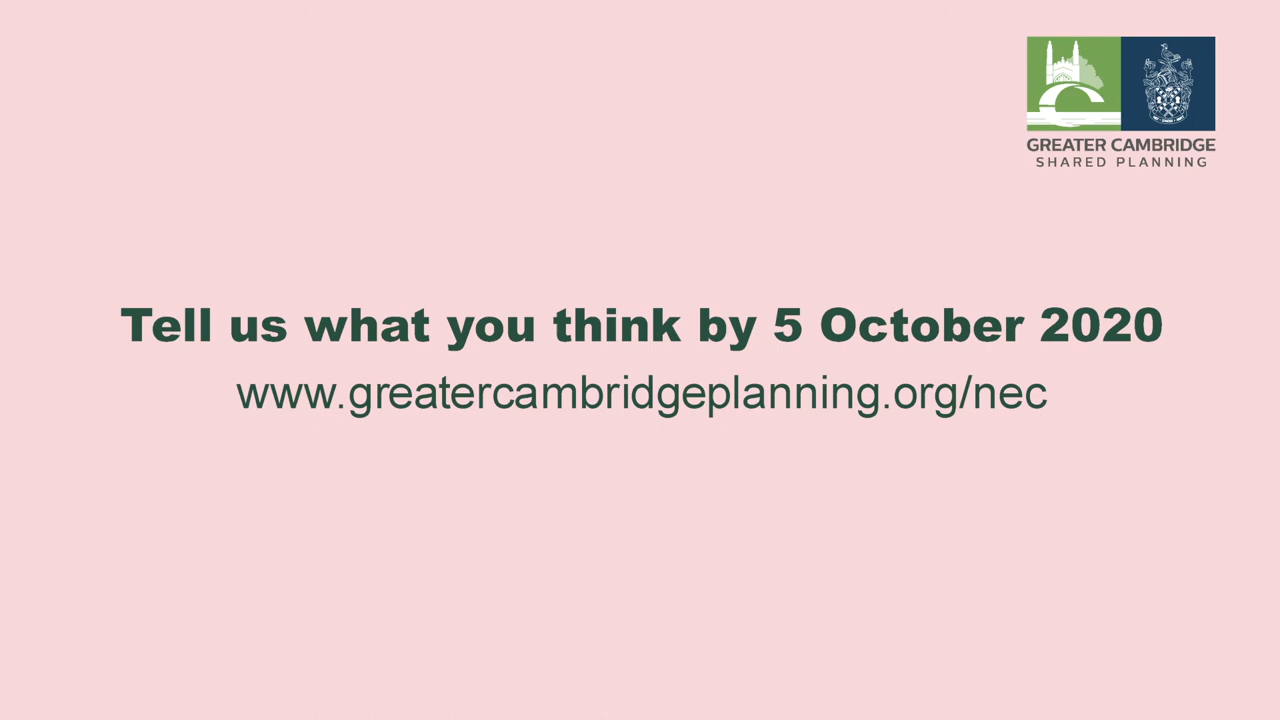 GREATER CAMBRIDGE
SHARED PLANNING
Tell us what you think by 5 October 2020
www.greatercambridgeplanning.org/nec